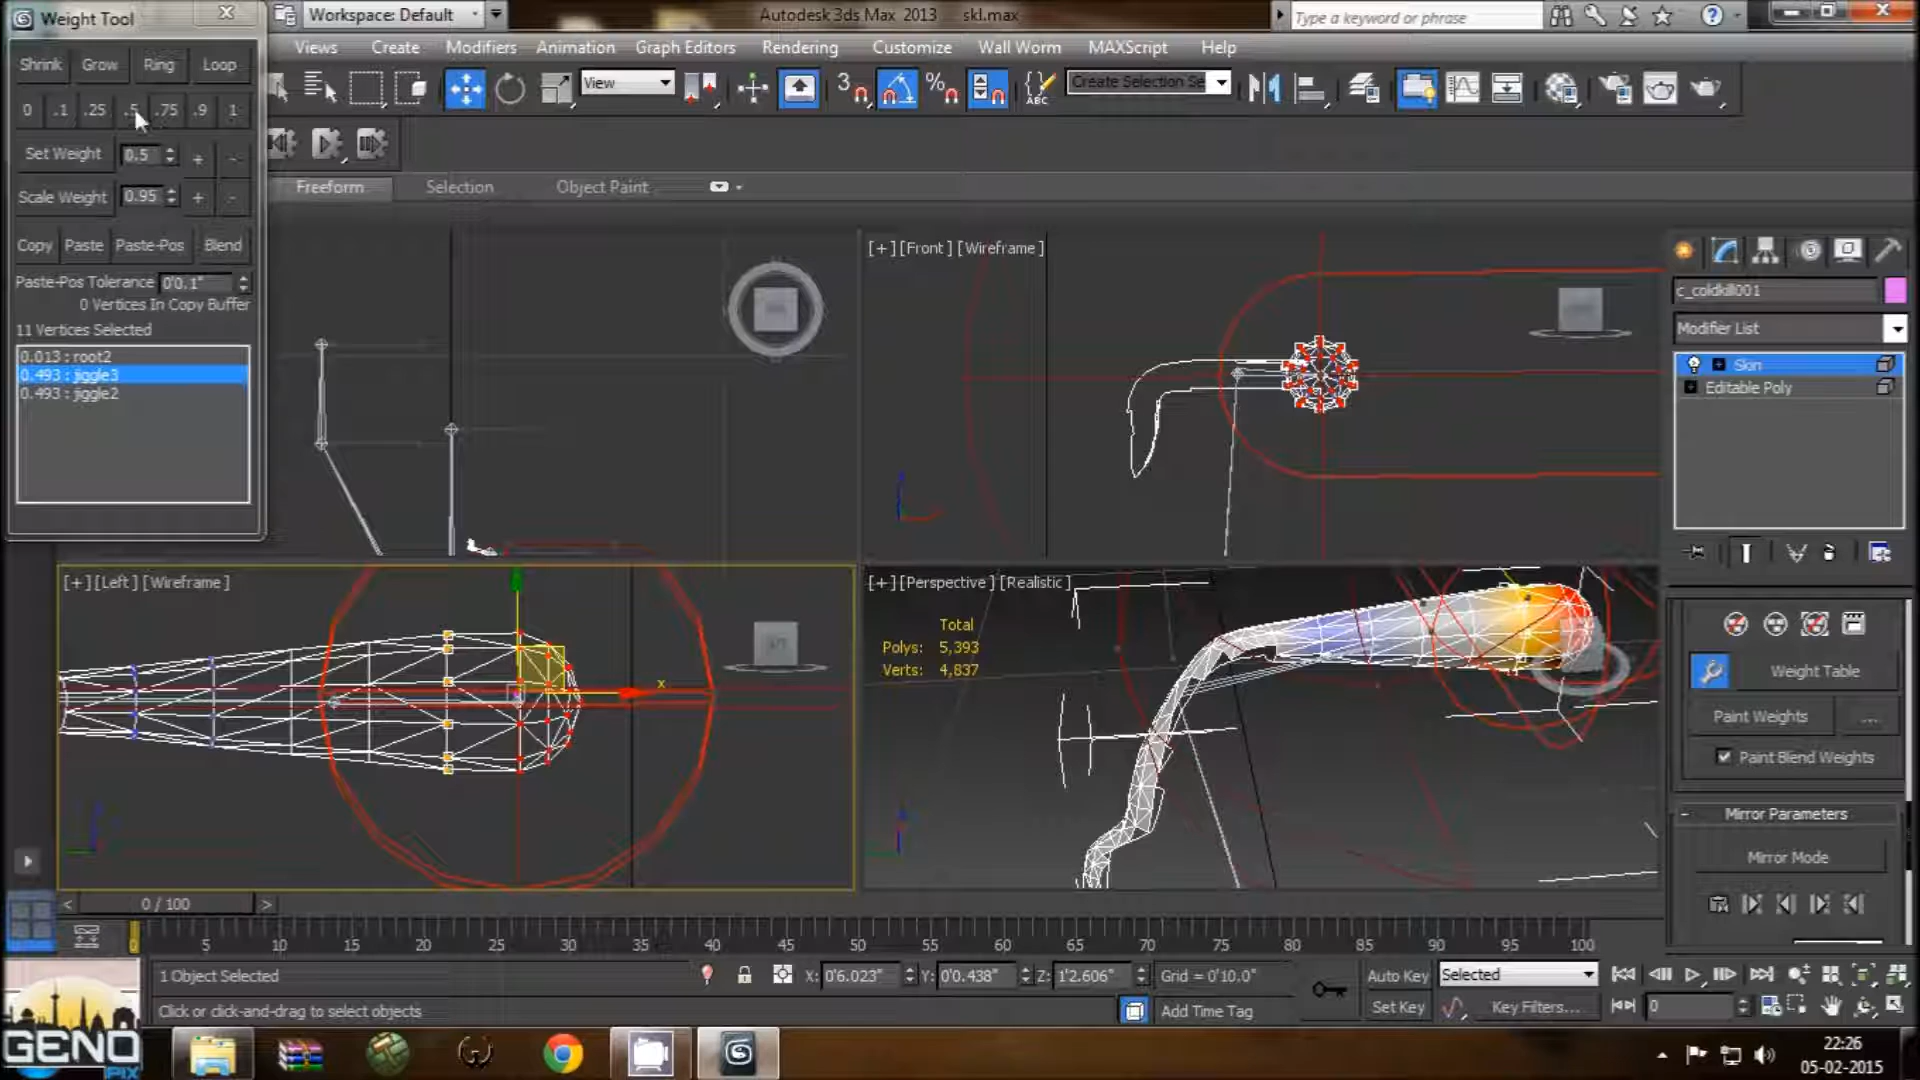 Weight Tool
Workspace: Default
Autodesk 3ds Max 2013 skl.max
Type a keyword or phrase
Views Create Modifiers Animation Graph Editors Rendering Customize Wall Worm MAXScript Help
Shrink Grow Ring Loop
View
Create Selection Se
0 .1 .25 .5 .75 .9 1
Set Weight 0.5 + -
Scale Weight 0.95 + -
Freeform Selection Object Paint
Copy Paste Paste-Pos Blend
Paste-Pos Tolerance 0'0.1"
0 Vertices In Copy Buffer
11 Vertices Selected
0.013 : root2
0.493 : jiggle3
0.493 : jiggle2
[+] [Front] [Wireframe]
c_coldkill001
Modifier List
Skin
Editable Poly
[+] [Left] [Wireframe]
x
[+] [Perspective] [Realistic]
Total
Polys: 5,393
Verts: 4,837
Weight Table
Paint Weights ...
Paint Blend Weights
Mirror Parameters
Mirror Mode
< 0 / 100 >
0 5 10 15 20 25 30 35 40 45 50 55 60 65 70 75 80 85 90 95 100
1 Object Selected
X: 0'6.023" Y: 0'0.438" Z: 1'2.606" Grid = 0'10.0"
Auto Key Selected
Click or click-and-drag to select objects
Add Time Tag
Set Key Key Filters... 0
GENO
PIX
22:26
05-02-2015